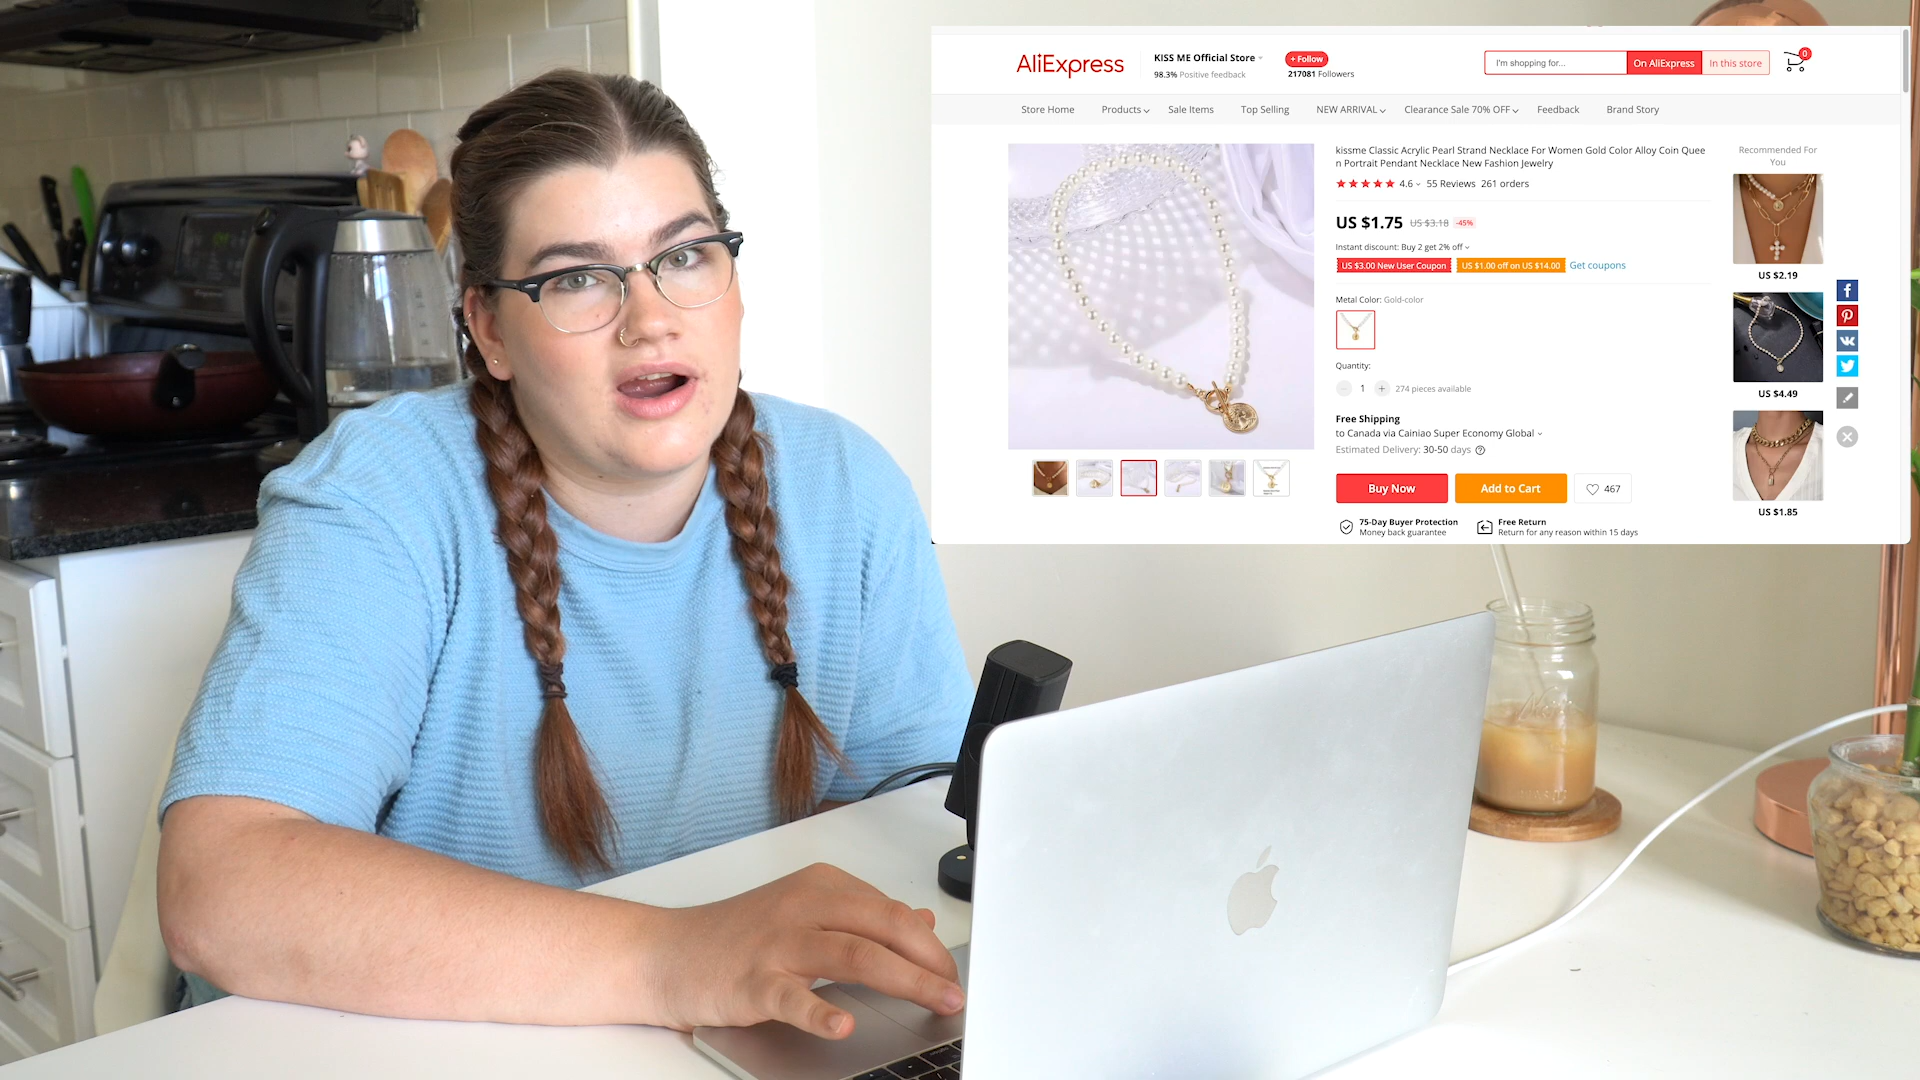 AliExpress
KISS ME Official Store
98.3% Positive feedback
+ Follow
217081 Followers
I'm shopping for...
On AliExpress
In this store
0
Store Home
Products
Sale Items
Top Selling
NEW ARRIVAL
Clearance Sale 70% OFF
Feedback
Brand Story
kissme Classic Acrylic Pearl Strand Necklace For Women Gold Color Alloy Coin Quee
n Portrait Pendant Necklace New Fashion Jewelry
4.6 55 Reviews 261 orders
US $1.75 US $3.18 -45%
Instant discount: Buy 2 get 2% off
US $3.00 New User Coupon US $1.00 off on US $14.00 Get coupons
Metal Color: Gold-color
Quantity:
− 1 + 274 pieces available
Free Shipping
to Canada via Cainiao Super Economy Global
Estimated Delivery: 30-50 days ?
Buy Now
Add to Cart
467
75-Day Buyer Protection
Money back guarantee
Free Return
Return for any reason within 15 days
Recommended For
You
US $2.19
US $4.49
US $1.85